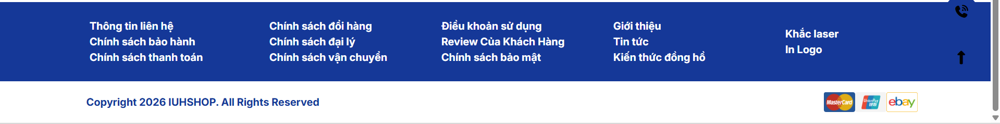 Thông tin liên hệ
Chính sách bảo hành
Chính sách thanh toán
Chính sách đổi hàng
Chính sách đại lý
Chính sách vận chuyển
Điều khoản sử dụng
Review Của Khách Hàng
Chính sách bảo mật
Giới thiệu
Tin tức
Kiến thức đồng hồ
Khắc laser
In Logo
Copyright 2026 IUHSHOP. All Rights Reserved
MasterCard
UnionPay
银联
ebay